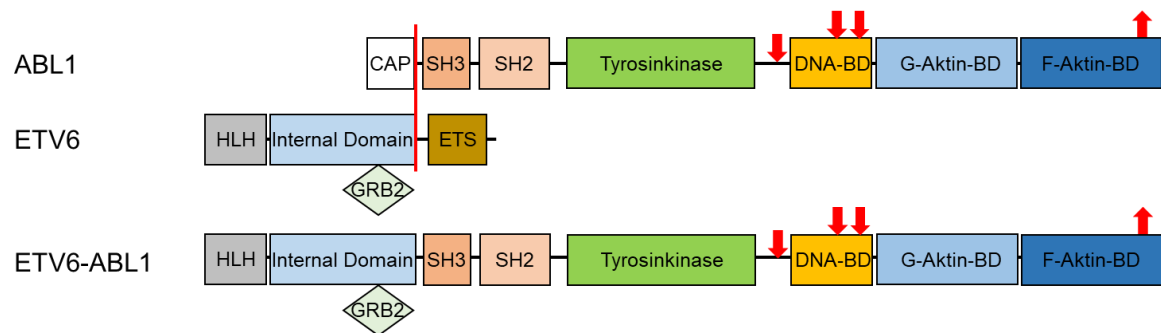 ABL1 CAP SH3 SH2 Tyrosinkinase DNA-BD G-Aktin-BD F-Aktin-BD
ETV6 HLH Internal Domain ETS
GRB2
ETV6-ABL1 HLH Internal Domain SH3 SH2 Tyrosinkinase DNA-BD G-Aktin-BD F-Aktin-BD
GRB2